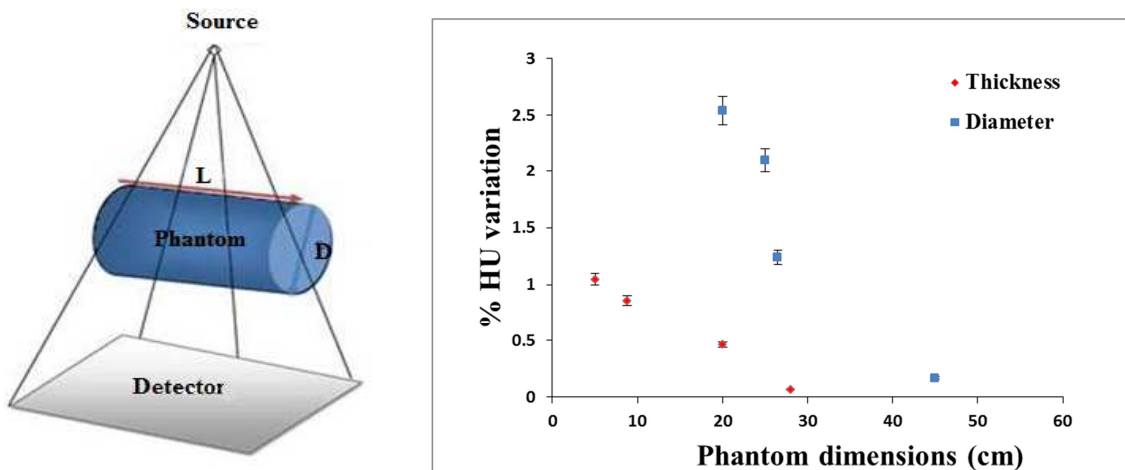 Source
L
Phantom
D
Detector
% HU variation
3
2.5
2
1.5
1
0.5
0
0 10 20 30 40 50 60
Phantom dimensions (cm)
Thickness
Diameter